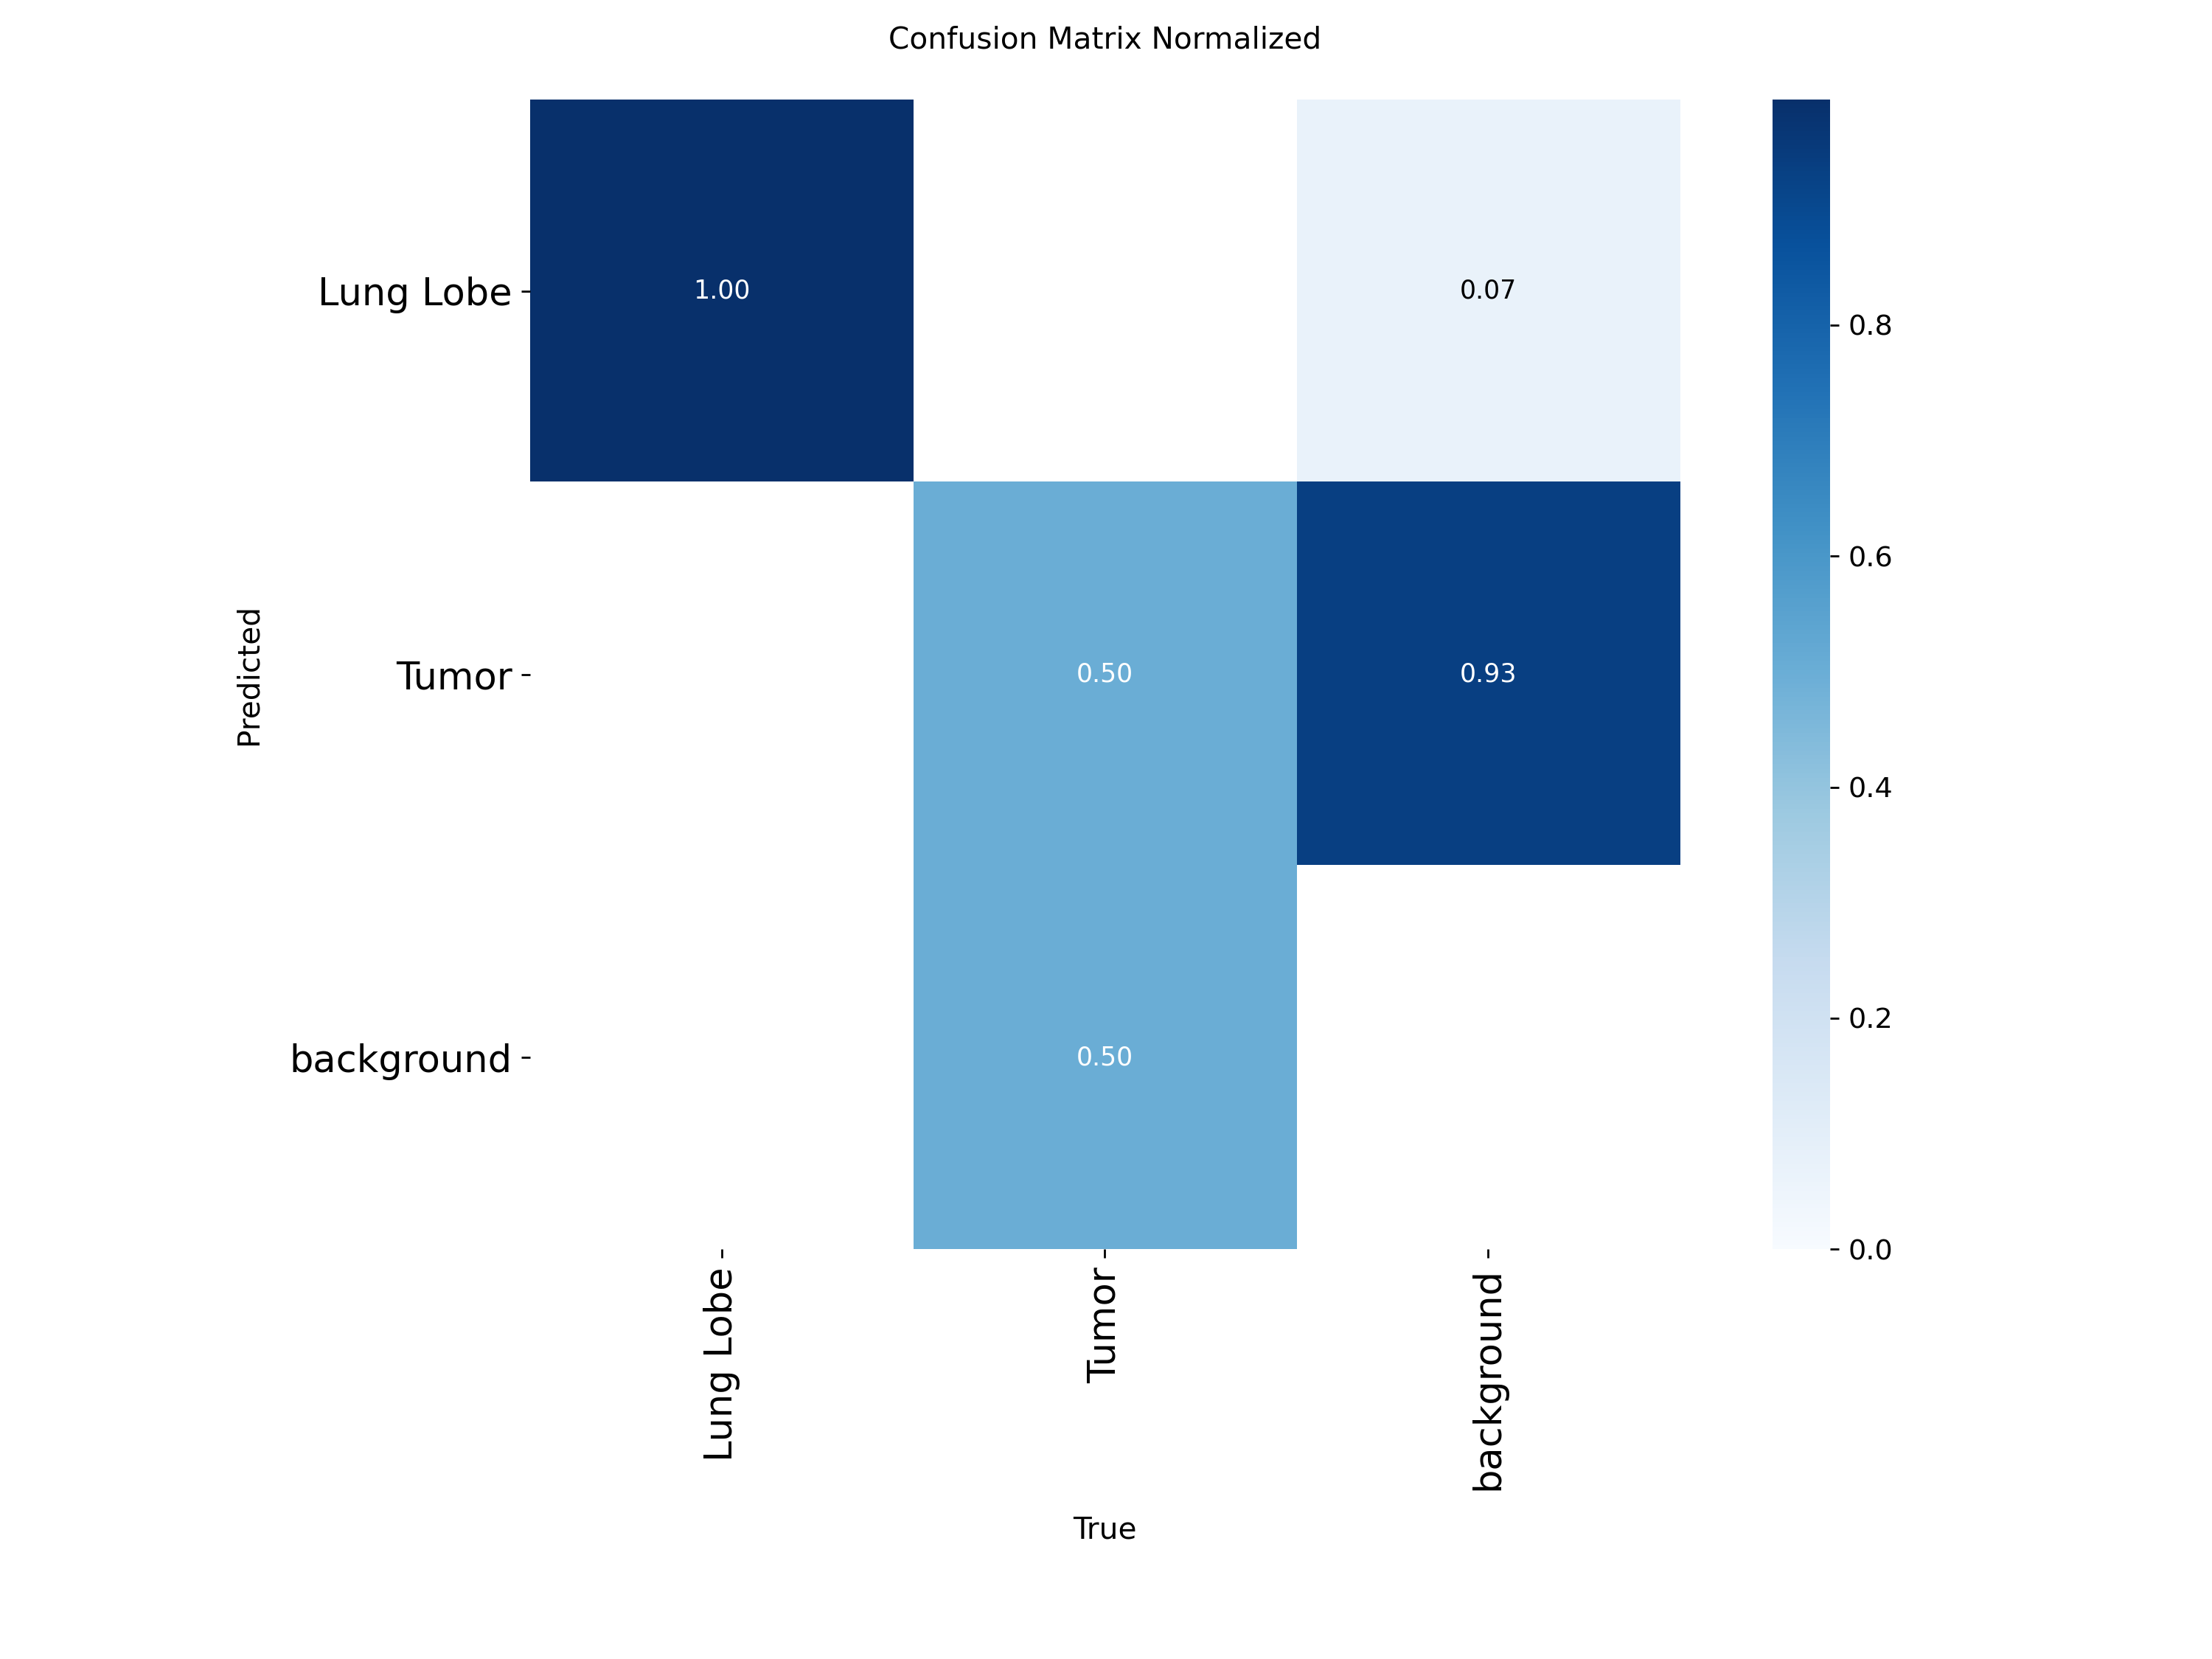 Confusion Matrix Normalized
Lung Lobe
1.00
0.07
0.8
0.6
Predicted
Tumor
0.50
0.93
0.4
background
0.50
0.2
0.0
Lung Lobe
Tumor
background
True